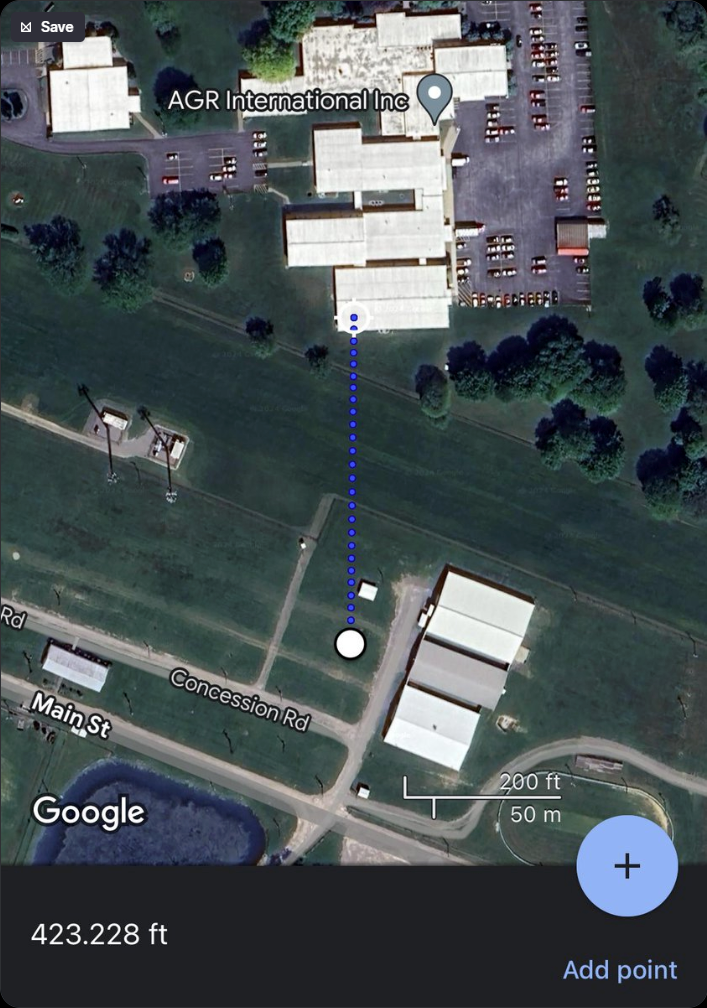 Save
AGR International Inc
Rd
Concession Rd
Main St
200 ft
50 m
Google
423.228 ft
Add point